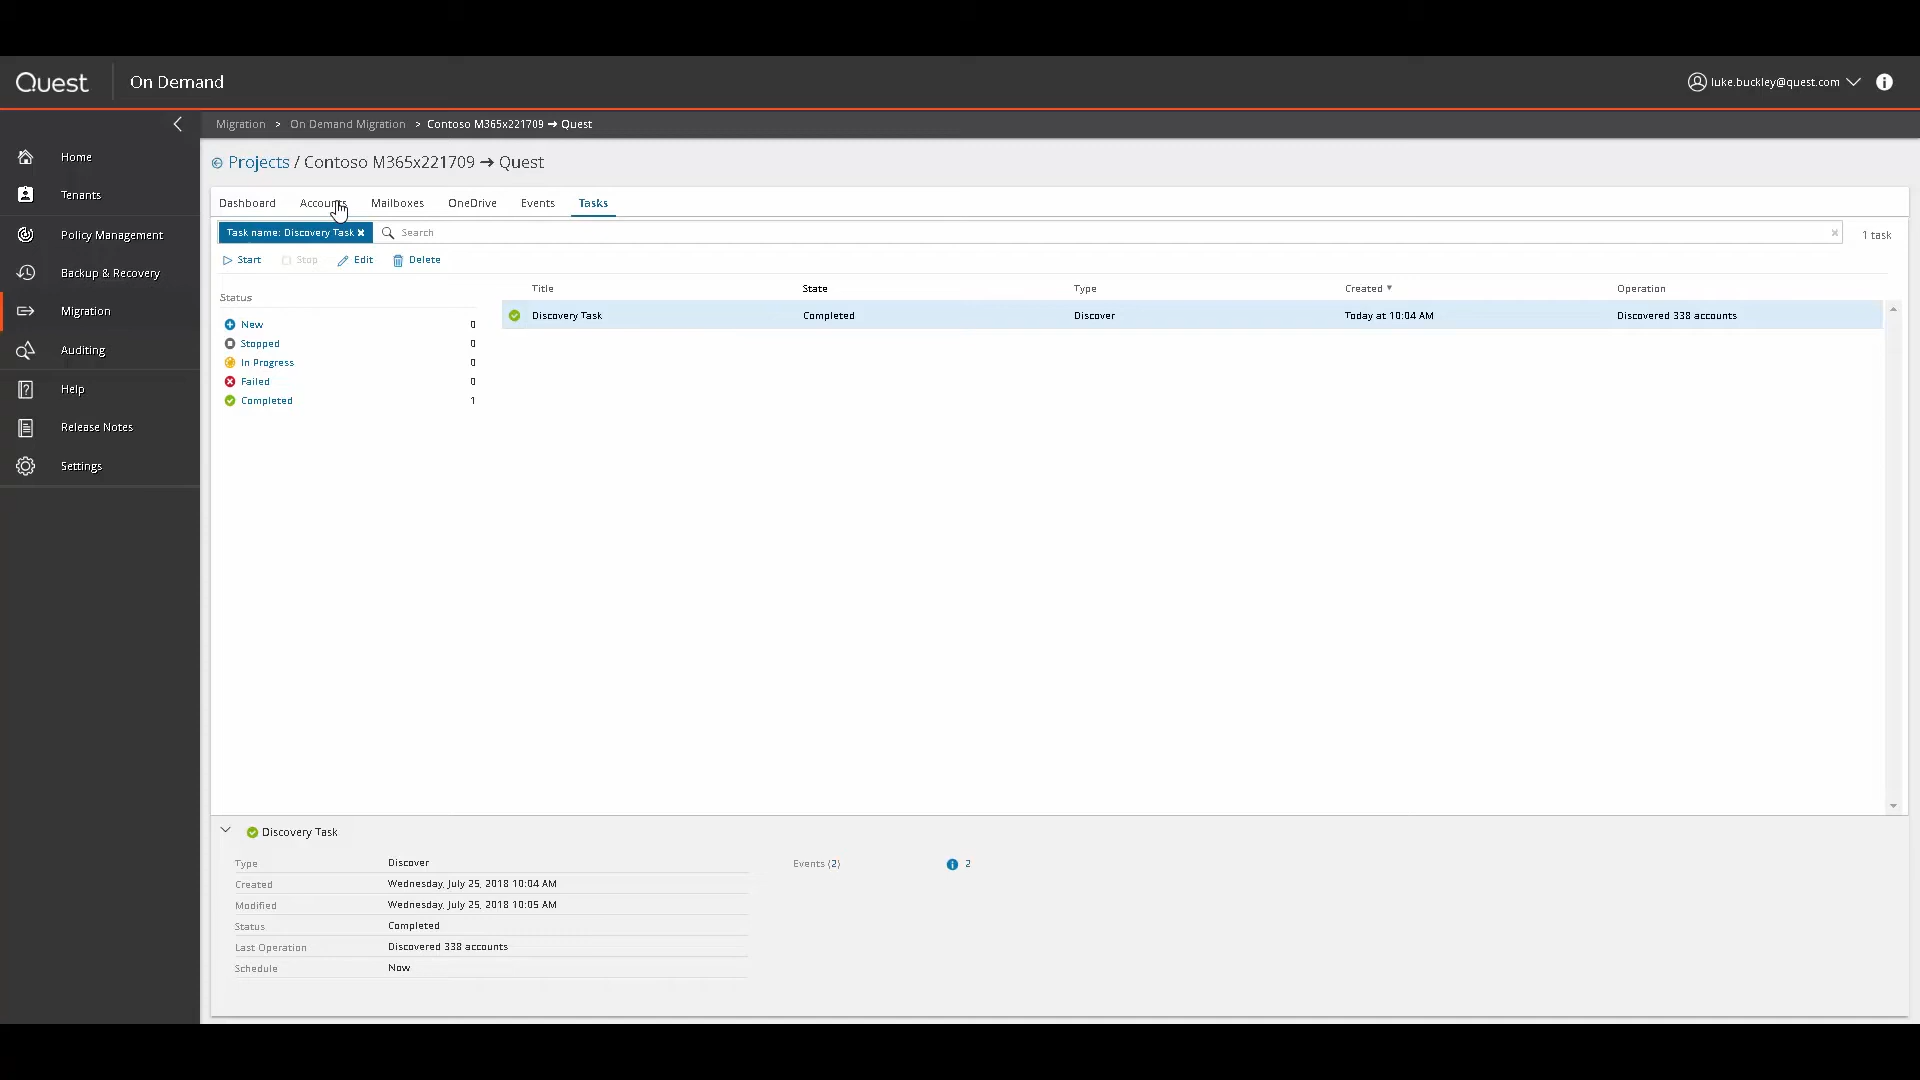 Quest
On Demand
luke.buckley@quest.com
Migration > On Demand Migration > Contoso M365x221709 ➔ Quest
Home
Tenants
Policy Management
Backup & Recovery
Migration
Auditing
Help
Release Notes
Settings
Projects / Contoso M365x221709 ➔ Quest
Dashboard Accounts Mailboxes OneDrive Events Tasks
Task name: Discovery Task × Search
1 task
Start Stop Edit Delete
Status
New 0
Stopped 0
In Progress 0
Failed 0
Completed 1
Title State Type Created ▼ Operation
Discovery Task Completed Discover Today at 10:04 AM Discovered 338 accounts
Discovery Task
Type Discover
Created Wednesday, July 25, 2018 10:04 AM
Modified Wednesday, July 25, 2018 10:05 AM
Status Completed
Last Operation Discovered 338 accounts
Schedule Now
Events (2) 2